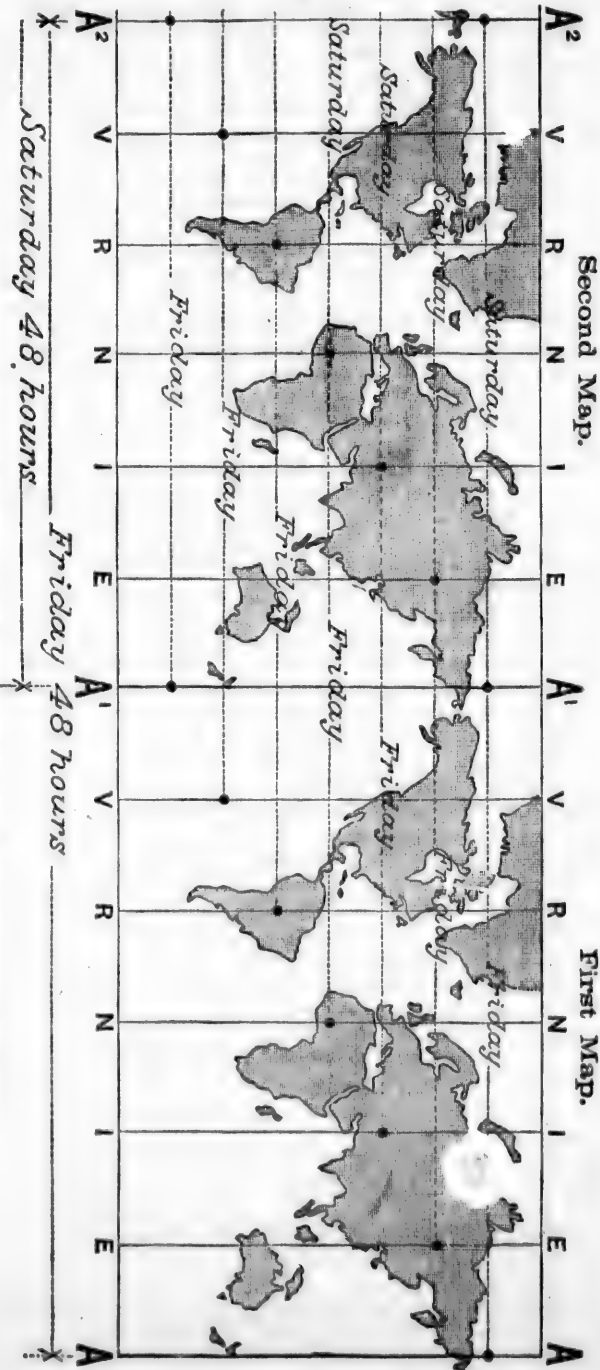 Second Map. First Map.
A² V R N I E A¹ V R N I E A
Saturday Friday
Saturday Friday
Saturday Friday
Saturday Friday
Friday
Friday
Friday
A² V R N I E A¹ V R N I E A
Friday 48 hours
Saturday 48 hours